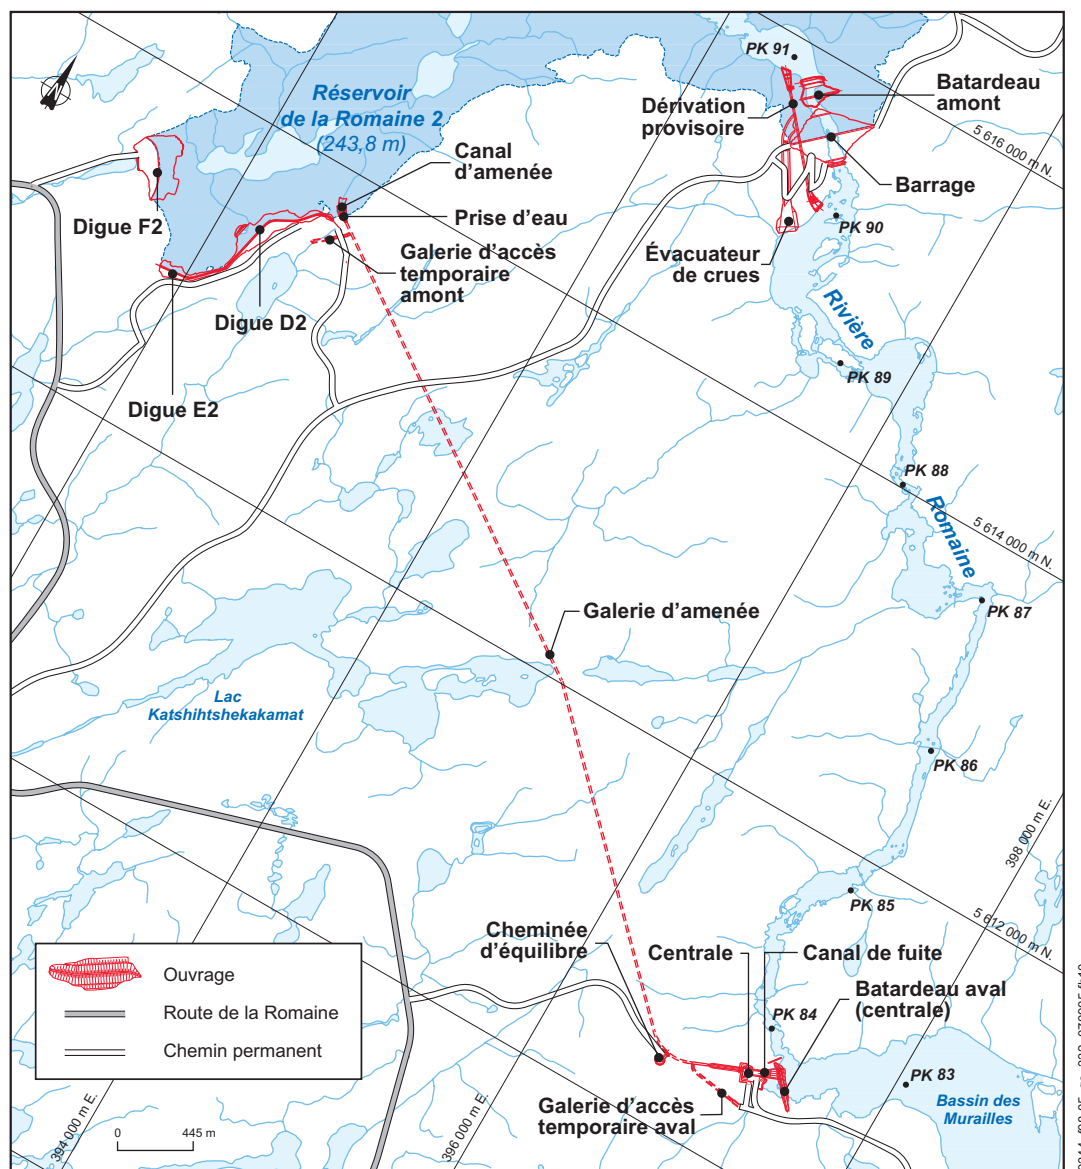 PK 91
Batardeau
amont
Réservoir
de la Romaine 2
(243,8 m)
Dérivation
provisoire
5 616 000 m N.
Canal
d'amenée
Barrage
Digue F2
Prise d'eau
PK 90
Galerie d'accès
temporaire
amont
Évacuateur
de crues
Digue D2
Rivière
PK 89
Digue E2
PK 88
Romaine
5 614 000 m N.
Galerie d'amenée
PK 87
Lac
Katshihtshekakamat
PK 86
398 000 m E.
PK 85
5 612 000 m N.
Cheminée
d'équilibre
Centrale
Canal de fuite
Batardeau aval
(centrale)
Ouvrage
Route de la Romaine
Chemin permanent
PK 84
PK 83
Bassin des
Murailles
Galerie d'accès
temporaire aval
394 000 m E.
0
445 m
396 000 m E.